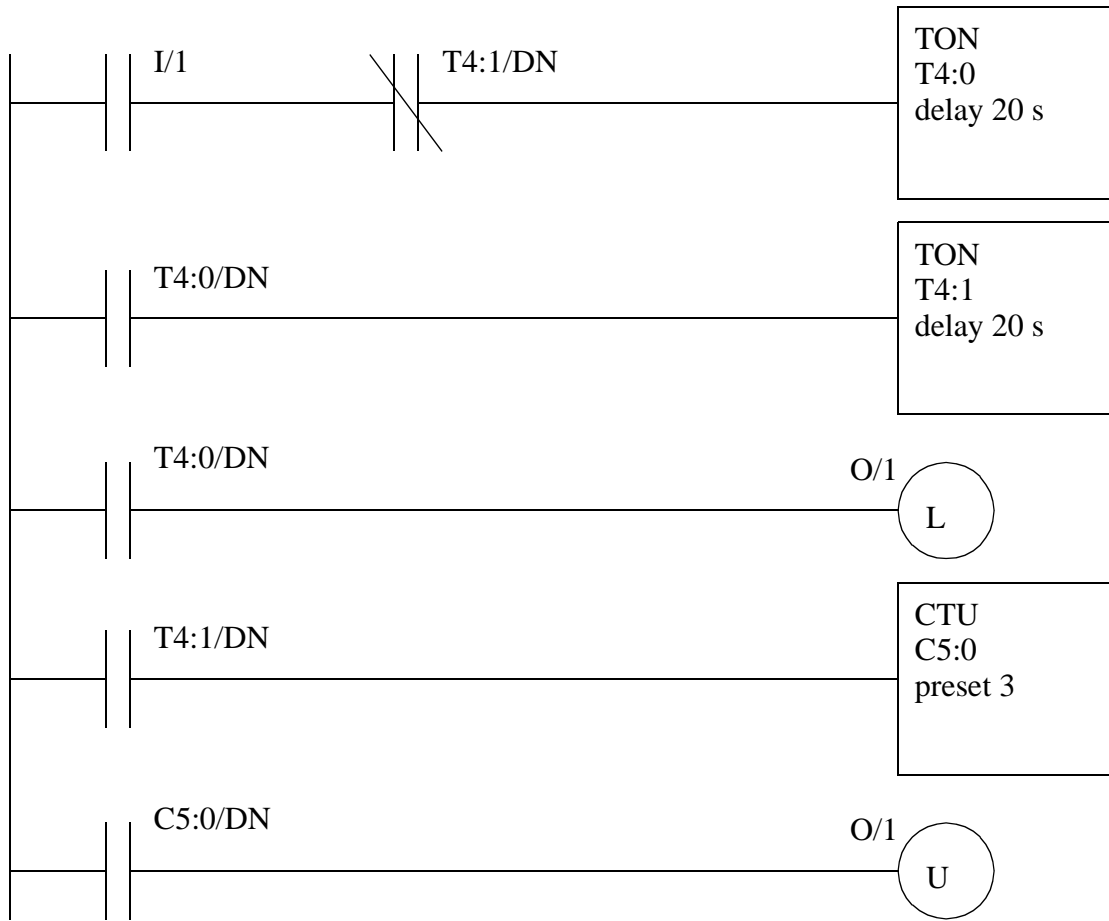 I/1
T4:1/DN
TON
T4:0
delay 20 s
T4:0/DN
TON
T4:1
delay 20 s
T4:0/DN
O/1
L
T4:1/DN
CTU
C5:0
preset 3
C5:0/DN
O/1
U